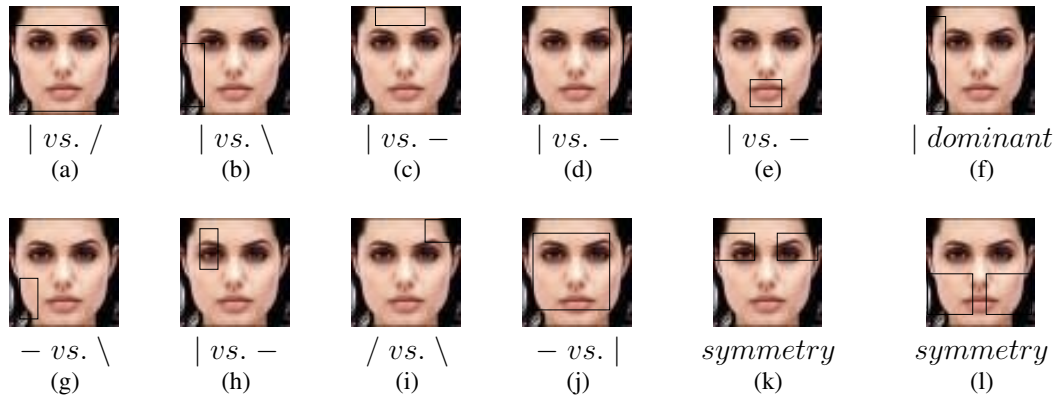 | vs. / | vs. \ | vs. − | vs. − | vs. − | dominant
(a) (b) (c) (d) (e) (f)
− vs. \ | vs. − / vs. \ − vs. | symmetry symmetry
(g) (h) (i) (j) (k) (l)